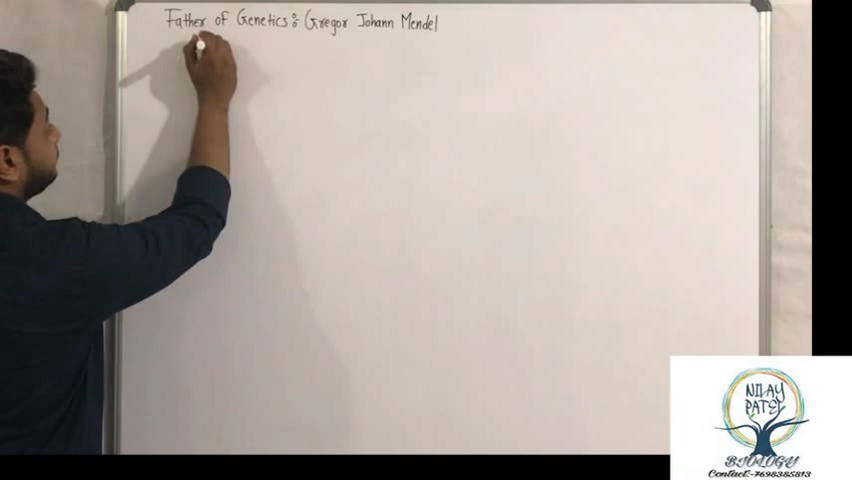 Father of Genetics : Gregor Johann Mendel
NILAY
PATEL
BIOLOGY
Contact:-7698385813